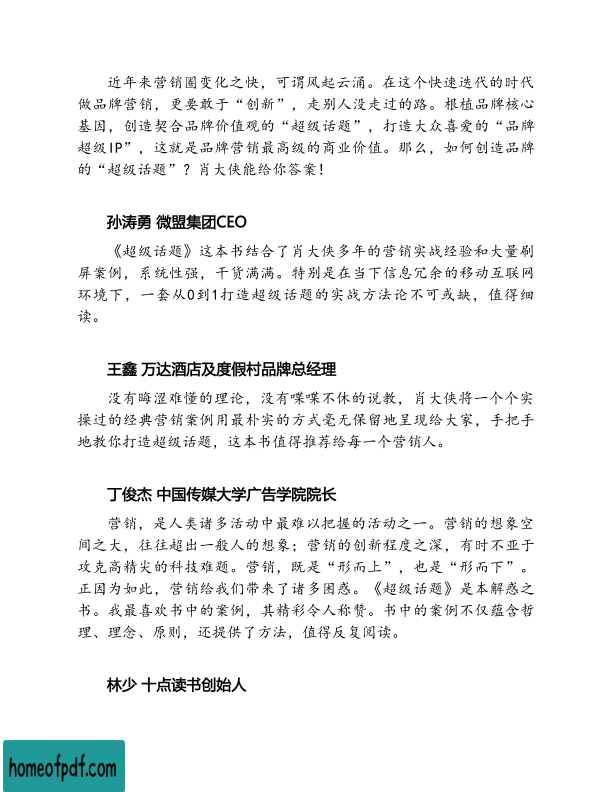 近年来营销圈变化之快，可谓风起云涌。在这个快速迭代的时代
做品牌营销，更要敢于“创新”，走别人没走过的路。根植品牌核心
基因，创造契合品牌价值观的“超级话题”，打造大众喜爱的“品牌
超级IP”，这就是品牌营销最高级的商业价值。那么，如何创造品牌
的“超级话题”？肖大侠能给你答案！
孙涛勇 微盟集团CEO
《超级话题》这本书结合了肖大侠多年的营销实战经验和大量刷
屏案例，系统性强，干货满满。特别是在当下信息冗余的移动互联网
环境下，一套从0到1打造超级话题的实战方法论不可或缺，值得细
读。
王鑫 万达酒店及度假村品牌总经理
没有晦涩难懂的理论，没有喋喋不休的说教，肖大侠将一个个实
操过的经典营销案例用最朴实的方式毫无保留地呈现给大家，手把手
地教你打造超级话题，这本书值得推荐给每一个营销人。
丁俊杰 中国传媒大学广告学院院长
营销，是人类诸多活动中最难以把握的活动之一。营销的想象空
间之大，往往超出一般人的想象；营销的创新程度之深，有时不亚于
攻克高精尖的科技难题。营销，既是“形而上”，也是“形而下”。
正因为如此，营销给我们带来了诸多困惑。《超级话题》是本解惑之
书。我最喜欢书中的案例，其精彩令人称赞。书中的案例不仅蕴含哲
理、理念、原则，还提供了方法，值得反复阅读。
林少 十点读书创始人
homeofpdf.com